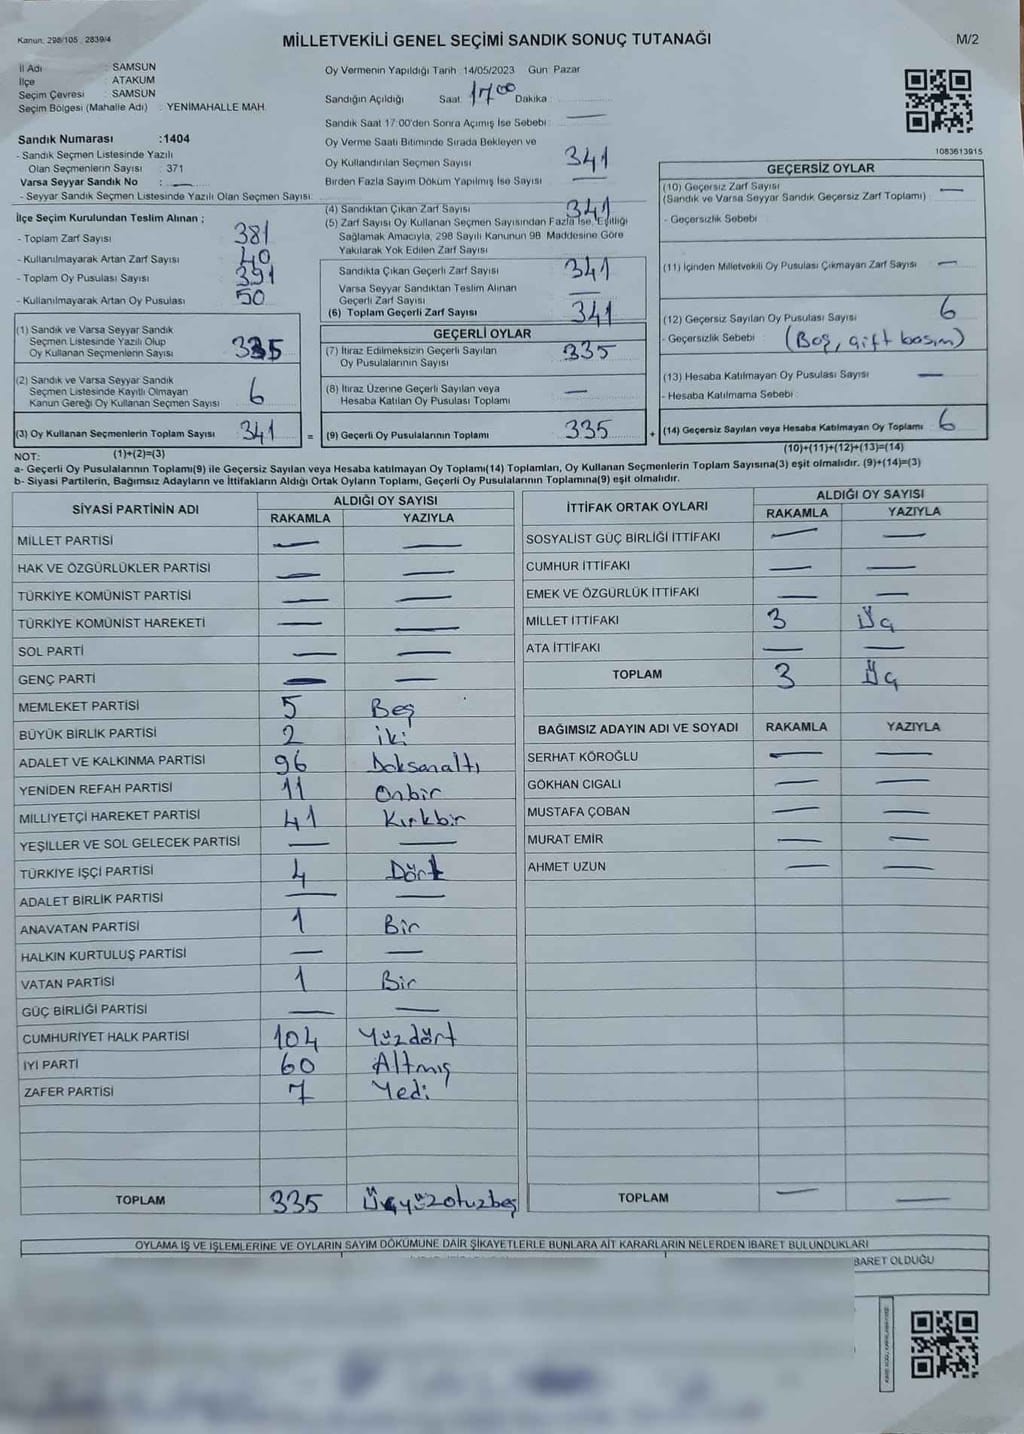 Kanun: 298/105 , 2839/4
MİLLETVEKİLİ GENEL SEÇİMİ SANDIK SONUÇ TUTANAĞI
M/2
İl Adı : SAMSUN
İlçe : ATAKUM
Seçim Çevresi : SAMSUN
Seçim Bölgesi (Mahalle Adı) : YENİMAHALLE MAH.
Sandık Numarası :1404
- Sandık Seçmen Listesinde Yazılı
Olan Seçmenlerin Sayısı : 371
Varsa Seyyar Sandık No : —
- Seyyar Sandık Seçmen Listesinde Yazılı Olan Seçmen Sayısı:
İlçe Seçim Kurulundan Teslim Alınan ;
- Toplam Zarf Sayısı 381
- Kullanılmayarak Artan Zarf Sayısı 40
- Toplam Oy Pusulası Sayısı 391
- Kullanılmayarak Artan Oy Pusulası 50
(1) Sandık ve Varsa Seyyar Sandık
Seçmen Listesinde Yazılı Olup
Oy Kullanan Seçmenlerin Sayısı 335
(2) Sandık ve Varsa Seyyar Sandık
Seçmen Listesinde Kayıtlı Olmayan
Kanun Gereği Oy Kullanan Seçmen Sayısı 6
(3) Oy Kullanan Seçmenlerin Toplam Sayısı 341 =
Oy Vermenin Yapıldığı Tarih 14/05/2023 Gün Pazar
Sandığın Açıldığı Saat 17 00 Dakika
Sandık Saat 17:00'den Sonra Açılmış İse Sebebi —
Oy Verme Saati Bitiminde Sırada Bekleyen ve
Oy Kullandırılan Seçmen Sayısı 341
Birden Fazla Sayım Döküm Yapılmış İse Sayısı —
(4) Sandıktan Çıkan Zarf Sayısı 341
(5) Zarf Sayısı Oy Kullanan Seçmen Sayısından Fazla İse, Eşitliği
Sağlamak Amacıyla, 298 Sayılı Kanunun 98. Maddesine Göre
Yakılarak Yok Edilen Zarf Sayısı
Sandıkta Çıkan Geçerli Zarf Sayısı 341
Varsa Seyyar Sandıktan Teslim Alınan
Geçerli Zarf Sayısı —
(6) Toplam Geçerli Zarf Sayısı 341
GEÇERLİ OYLAR
(7) İtiraz Edilmeksizin Geçerli Sayılan
Oy Pusulalarının Sayısı 335
(8) İtiraz Üzerine Geçerli Sayılan veya
Hesaba Katılan Oy Pusulası Toplamı —
(9) Geçerli Oy Pusulalarının Toplamı 335 +
1083613915
GEÇERSİZ OYLAR
(10) Geçersiz Zarf Sayısı —
(Sandık ve Varsa Seyyar Sandık Geçersiz Zarf Toplamı)
- Geçersizlik Sebebi
(11) İçinden Milletvekili Oy Pusulası Çıkmayan Zarf Sayısı —
(12) Geçersiz Sayılan Oy Pusulası Sayısı 6
- Geçersizlik Sebebi (Boş, çift basım)
(13) Hesaba Katılmayan Oy Pusulası Sayısı —
- Hesaba Katılmama Sebebi
(14) Geçersiz Sayılan veya Hesaba Katılmayan Oy Toplamı 6
NOT: (1)+(2)=(3) (10)+(11)+(12)+(13)=(14)
a- Geçerli Oy Pusulalarının Toplamı(9) ile Geçersiz Sayılan veya Hesaba katılmayan Oy Toplamı(14) Toplamları, Oy Kullanan Seçmenlerin Toplam Sayısına(3) eşit olmalıdır. (9)+(14)=(3)
b- Siyasi Partilerin, Bağımsız Adayların ve İttifakların Aldığı Ortak Oyların Toplamı, Geçerli Oy Pusulalarının Toplamına(9) eşit olmalıdır.
SİYASİ PARTİNİN ADI ALDIĞI OY SAYISI
RAKAMLA YAZIYLA
MİLLET PARTİSİ — —
HAK VE ÖZGÜRLÜKLER PARTİSİ — —
TÜRKİYE KOMÜNİST PARTİSİ — —
TÜRKİYE KOMÜNİST HAREKETİ — —
SOL PARTİ — —
GENÇ PARTİ — —
MEMLEKET PARTİSİ 5 Beş
BÜYÜK BİRLİK PARTİSİ 2 iki
ADALET VE KALKINMA PARTİSİ 96 Doksanaltı
YENİDEN REFAH PARTİSİ 11 Onbir
MİLLİYETÇİ HAREKET PARTİSİ 41 Kırkbir
YEŞİLLER VE SOL GELECEK PARTİSİ — —
TÜRKİYE İŞÇİ PARTİSİ 4 Dört
ADALET BİRLİK PARTİSİ — —
ANAVATAN PARTİSİ 1 Bir
HALKIN KURTULUŞ PARTİSİ — —
VATAN PARTİSİ 1 Bir
GÜÇ BİRLİĞİ PARTİSİ — —
CUMHURİYET HALK PARTİSİ 104 Yüzdört
İYİ PARTİ 60 Altmış
ZAFER PARTİSİ 7 Yedi
TOPLAM 335 Üçyüzotuzbeş
İTTİFAK ORTAK OYLARI ALDIĞI OY SAYISI
RAKAMLA YAZIYLA
SOSYALİST GÜÇ BİRLİĞİ İTTİFAKI — —
CUMHUR İTTİFAKI — —
EMEK VE ÖZGÜRLÜK İTTİFAKI — —
MİLLET İTTİFAKI 3 Üç
ATA İTTİFAKI — —
TOPLAM 3 Üç
BAĞIMSIZ ADAYIN ADI VE SOYADI RAKAMLA YAZIYLA
SERHAT KÖROĞLU — —
GÖKHAN CIGALI — —
MUSTAFA ÇOBAN — —
MURAT EMİR — —
AHMET UZUN — —
TOPLAM — —
OYLAMA İŞ VE İŞLEMLERİNE VE OYLARIN SAYIM DÖKÜMÜNE DAİR ŞİKAYETLERLE BUNLARA AİT KARARLARIN NELERDEN İBARET BULUNDUKLARI
BARET OLDUĞU